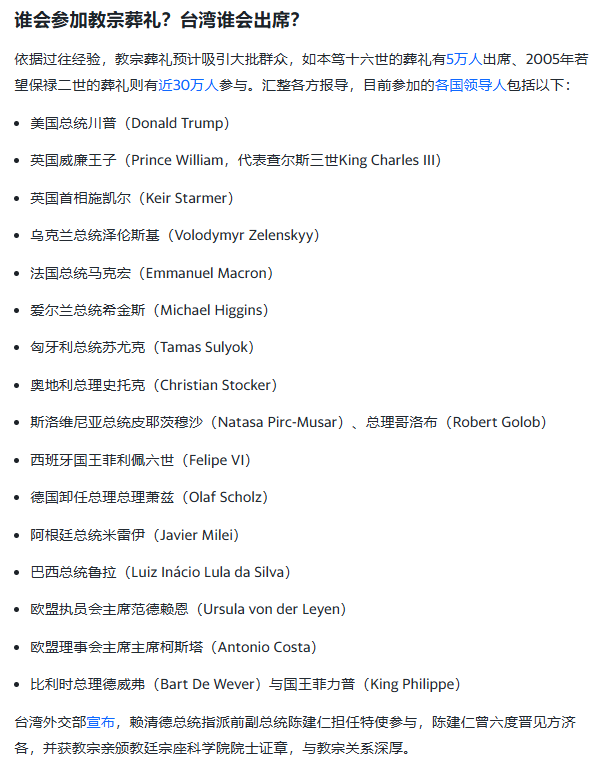 谁会参加教宗葬礼？台湾谁会出席？
依据过往经验，教宗葬礼预计吸引大批群众，如本笃十六世的葬礼有5万人出席、2005年若
望保禄二世的葬礼则有近30万人参与。汇整各方报导，目前参加的各国领导人包括以下：
• 美国总统川普（Donald Trump）
• 英国威廉王子（Prince William，代表查尔斯三世King Charles III）
• 英国首相施凯尔（Keir Starmer）
• 乌克兰总统泽伦斯基（Volodymyr Zelenskyy）
• 法国总统马克宏（Emmanuel Macron）
• 爱尔兰总统希金斯（Michael Higgins）
• 匈牙利总统苏尤克（Tamas Sulyok）
• 奥地利总理史托克（Christian Stocker）
• 斯洛维尼亚总统皮耶茨穆沙（Natasa Pirc-Musar）、总理哥洛布（Robert Golob）
• 西班牙国王菲利佩六世（Felipe VI）
• 德国卸任总理总理萧兹（Olaf Scholz）
• 阿根廷总统米雷伊（Javier Milei）
• 巴西总统鲁拉（Luiz Inácio Lula da Silva）
• 欧盟执员会主席范德赖恩（Ursula von der Leyen）
• 欧盟理事会主席主席柯斯塔（Antonio Costa）
• 比利时总理德威弗（Bart De Wever）与国王菲力普（King Philippe）
台湾外交部宣布，赖清德总统指派前副总统陈建仁担任特使参与，陈建仁曾六度晋见方济
各，并获教宗亲颁教廷宗座科学院院士证章，与教宗关系深厚。